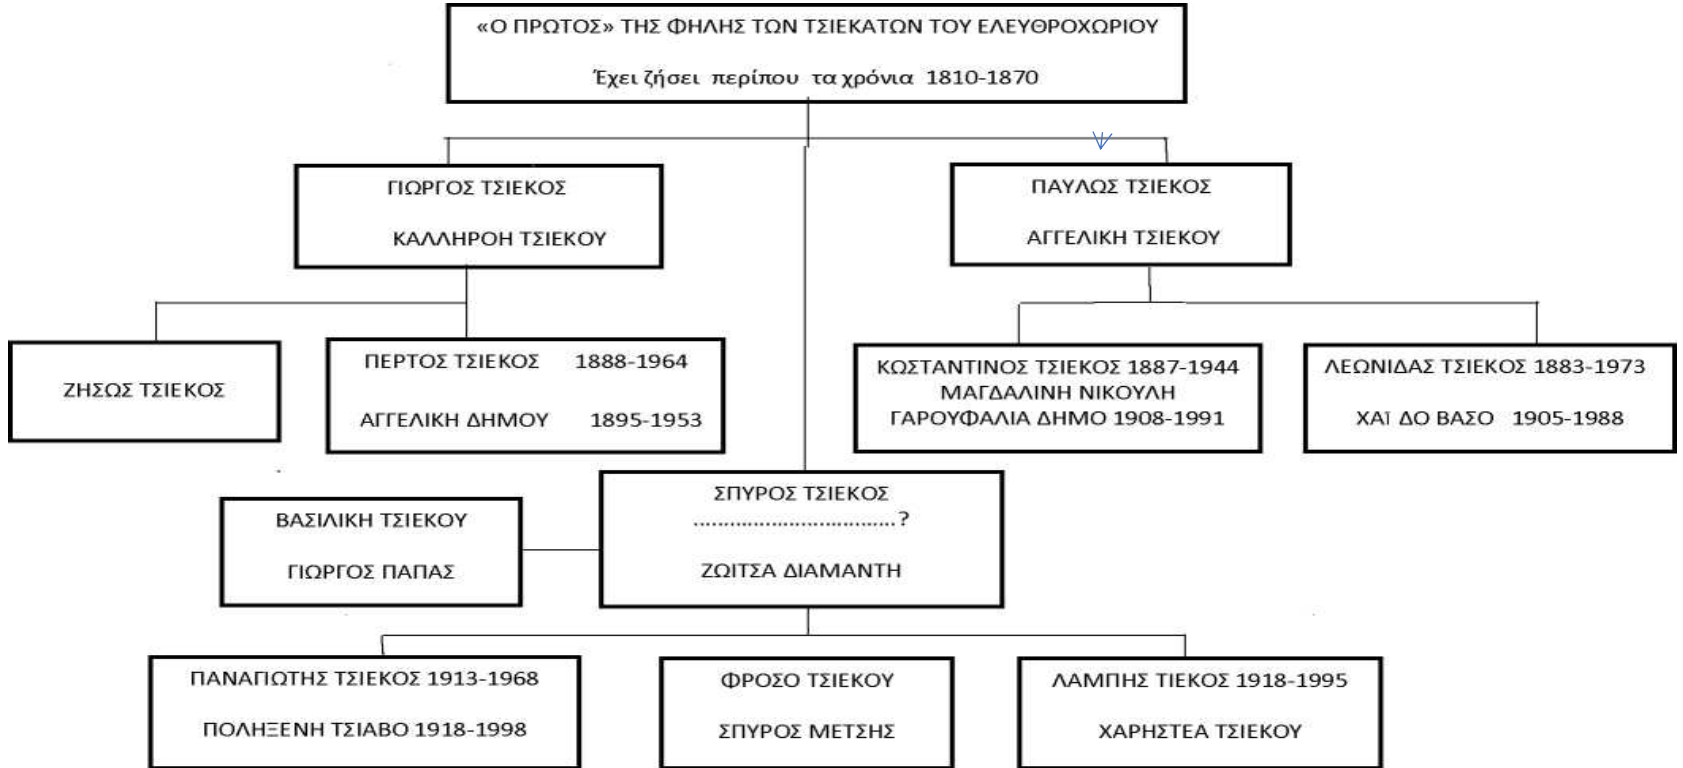 «Ο ΠΡΩΤΟΣ» ΤΗΣ ΦΗΛΗΣ ΤΩΝ ΤΣΙΕΚΑΤΩΝ ΤΟΥ ΕΛΕΥΘΡΟΧΩΡΙΟΥ
Έχει ζήσει περίπου τα χρόνια 1810-1870
ΓΙΩΡΓΟΣ ΤΣΙΕΚΟΣ
ΚΑΛΛΗΡΟΗ ΤΣΙΕΚΟΥ
ΠΑΥΛΩΣ ΤΣΙΕΚΟΣ
ΑΓΓΕΛΙΚΗ ΤΣΙΕΚΟΥ
ΖΗΣΩΣ ΤΣΙΕΚΟΣ
ΠΕΡΤΟΣ ΤΣΙΕΚΟΣ 1888-1964
ΑΓΓΕΛΙΚΗ ΔΗΜΟΥ 1895-1953
ΚΩΣΤΑΝΤΙΝΟΣ ΤΣΙΕΚΟΣ 1887-1944
ΜΑΓΔΑΛΙΝΗ ΝΙΚΟΥΛΗ
ΓΑΡΟΥΦΑΛΙΑ ΔΗΜΟ 1908-1991
ΛΕΩΝΙΔΑΣ ΤΣΙΕΚΟΣ 1883-1973
ΧΑΪ ΔΟ ΒΑΣΟ 1905-1988
ΒΑΣΙΛΙΚΗ ΤΣΙΕΚΟΥ
ΓΙΩΡΓΟΣ ΠΑΠΑΣ
ΣΠΥΡΟΣ ΤΣΙΕΚΟΣ
..................................?
ΖΩΙΤΣΑ ΔΙΑΜΑΝΤΗ
ΠΑΝΑΓΙΩΤΗΣ ΤΣΙΕΚΟΣ 1913-1968
ΠΟΛΗΞΕΝΗ ΤΣΙΑΒΟ 1918-1998
ΦΡΟΣΟ ΤΣΙΕΚΟΥ
ΣΠΥΡΟΣ ΜΕΤΣΗΣ
ΛΑΜΠΗΣ ΤΙΕΚΟΣ 1918-1995
ΧΑΡΗΣΤΕΑ ΤΣΙΕΚΟΥ